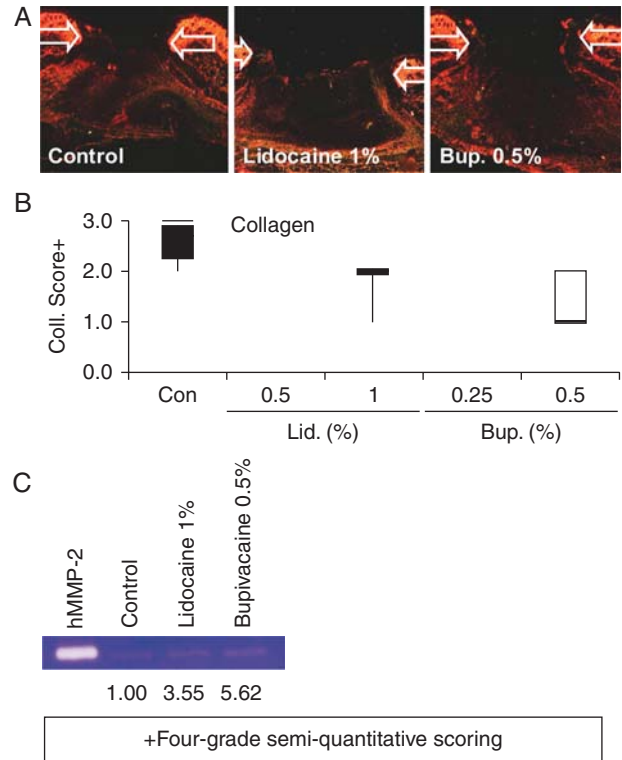 A
Control
Lidocaine 1%
Bup. 0.5%
B
Collagen
Coll. Score+
3.0
2.0
1.0
0.0
Con
0.5
1
0.25
0.5
Lid. (%)
Bup. (%)
C
hMMP-2
Control
Lidocaine 1%
Bupivacaine 0.5%
1.00 3.55 5.62
+Four-grade semi-quantitative scoring